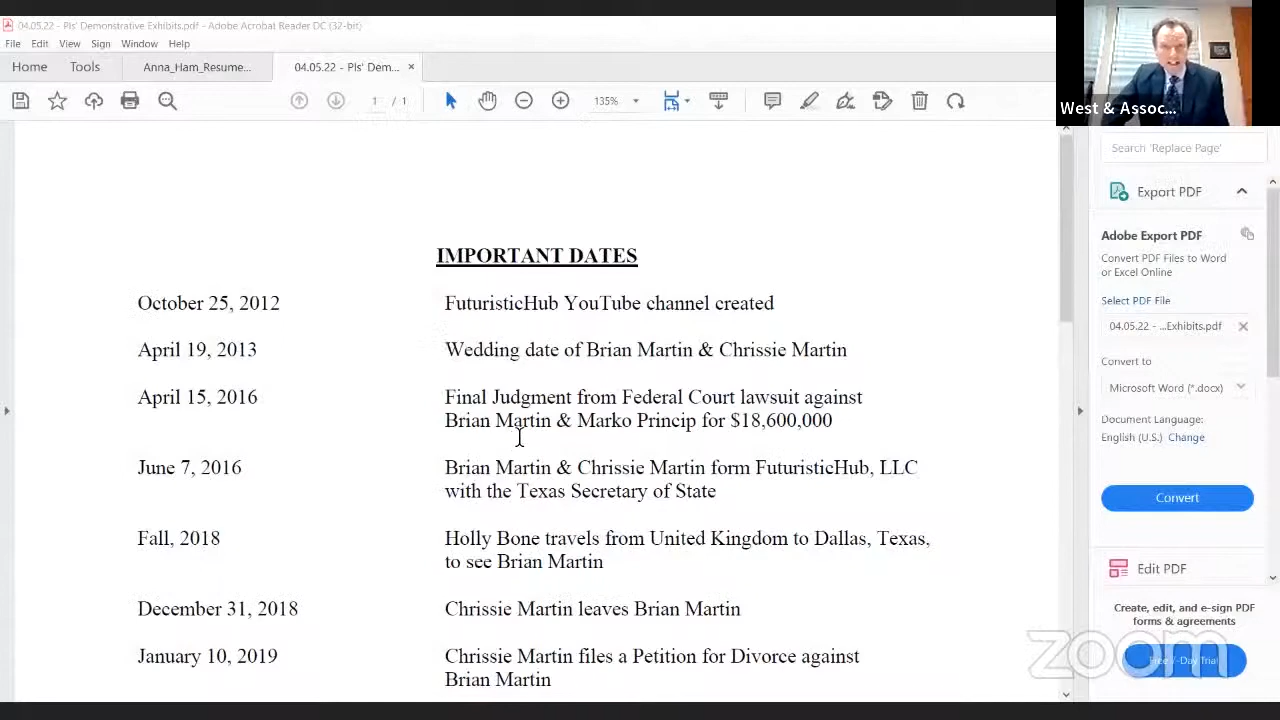 04.05.22 - Pls' Demonstrative Exhibits.pdf - Adobe Acrobat Reader DC (32-bit)
File Edit View Sign Window Help
Home Tools Anna_Ham_Resume... 04.05.22 - Pls' Dem... ×
1 / 1 135%
West & Assoc...
Search 'Replace Page'
Export PDF
Adobe Export PDF
Convert PDF Files to Word
or Excel Online
Select PDF File
04.05.22 - ...Exhibits.pdf
Convert to
Microsoft Word (*.docx)
Document Language:
English (U.S.) Change
Convert
Edit PDF
Create, edit, and e-sign PDF
forms & agreements
Free 7-Day Trial
zoom
IMPORTANT DATES
October 25, 2012 FuturisticHub YouTube channel created
April 19, 2013 Wedding date of Brian Martin & Chrissie Martin
April 15, 2016 Final Judgment from Federal Court lawsuit against
Brian Martin & Marko Princip for $18,600,000
June 7, 2016 Brian Martin & Chrissie Martin form FuturisticHub, LLC
with the Texas Secretary of State
Fall, 2018 Holly Bone travels from United Kingdom to Dallas, Texas,
to see Brian Martin
December 31, 2018 Chrissie Martin leaves Brian Martin
January 10, 2019 Chrissie Martin files a Petition for Divorce against
Brian Martin